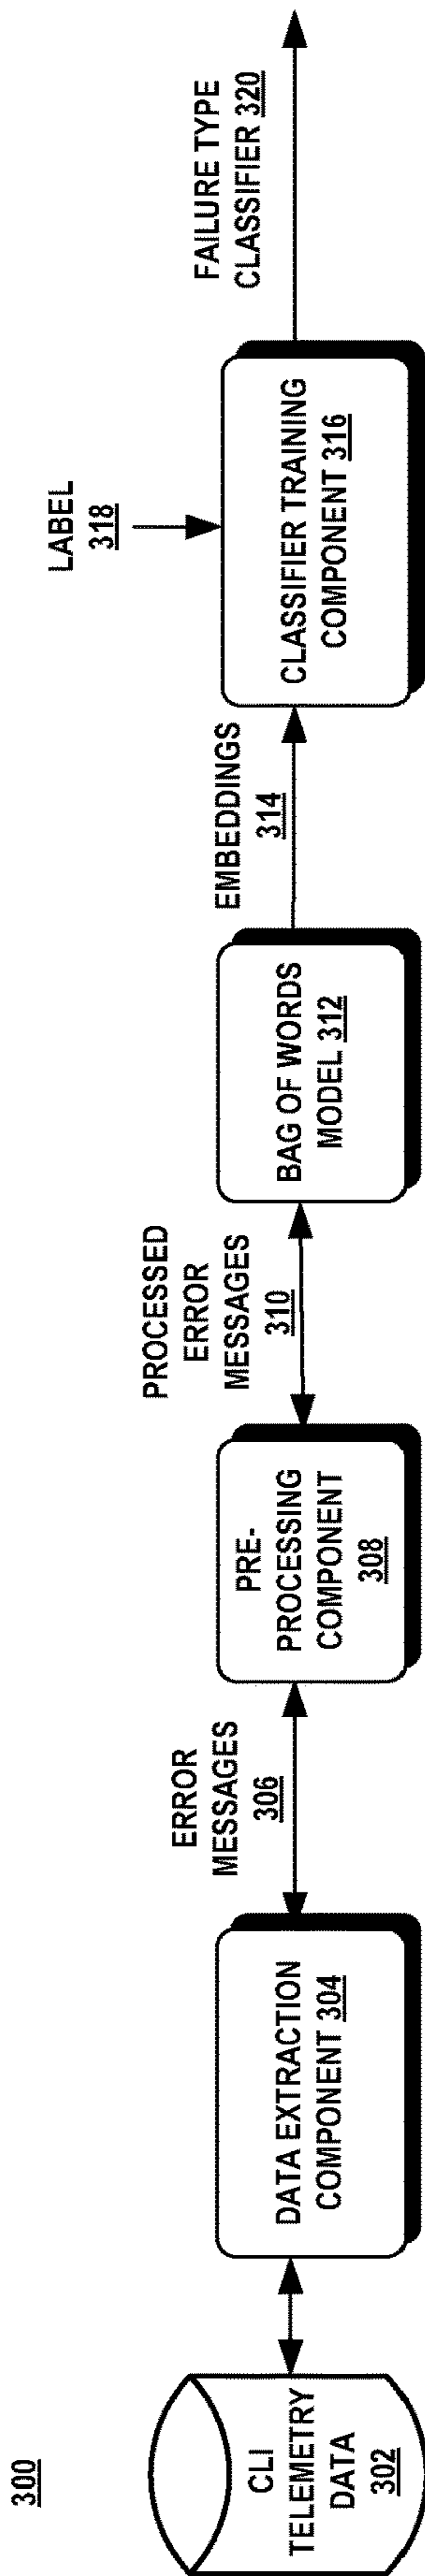 300
CLI
TELEMETRY
DATA
302
DATA EXTRACTION
COMPONENT 304
ERROR
MESSAGES
306
PRE-
PROCESSING
COMPONENT
308
PROCESSED
ERROR
MESSAGES
310
BAG OF WORDS
MODEL 312
EMBEDDINGS
314
LABEL
318
CLASSIFIER TRAINING
COMPONENT 316
FAILURE TYPE
CLASSIFIER 320